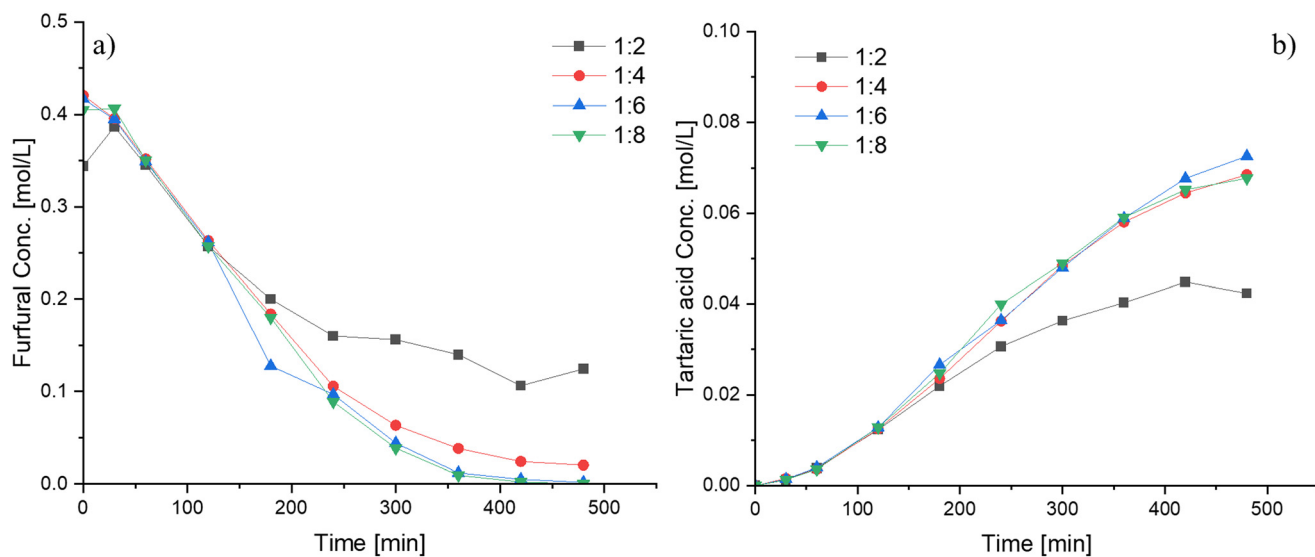 a)
0.5
0.4
0.3
0.2
0.1
0.0
Furfural Conc. [mol/L]
0 100 200 300 400 500
Time [min]
1:2
1:4
1:6
1:8
b)
0.10
0.08
0.06
0.04
0.02
0.00
Tartaric acid Conc. [mol/L]
0 100 200 300 400 500
Time [min]
1:2
1:4
1:6
1:8